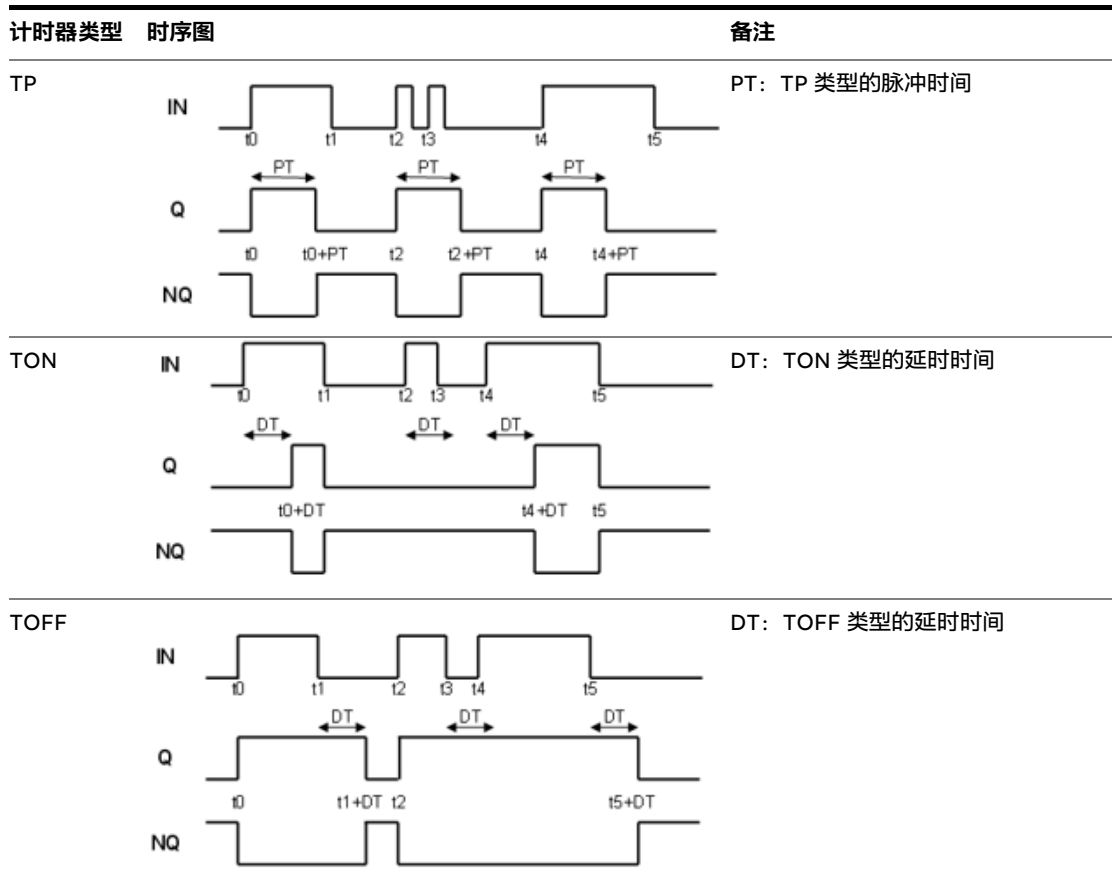 计时器类型 时序图 备注
TP
PT：TP 类型的脉冲时间
IN
t0 t1 t2 t3 t4 t5
PT PT PT
Q
t0 t0+PT t2 t2+PT t4 t4+PT
NQ
TON
DT：TON 类型的延时时间
IN
t0 t1 t2 t3 t4 t5
DT DT DT
Q
t0+DT t4+DT t5
NQ
TOFF
DT：TOFF 类型的延时时间
IN
t0 t1 t2 t3 t4 t5
DT DT DT
Q
t0 t1+DT t2 t5+DT
NQ